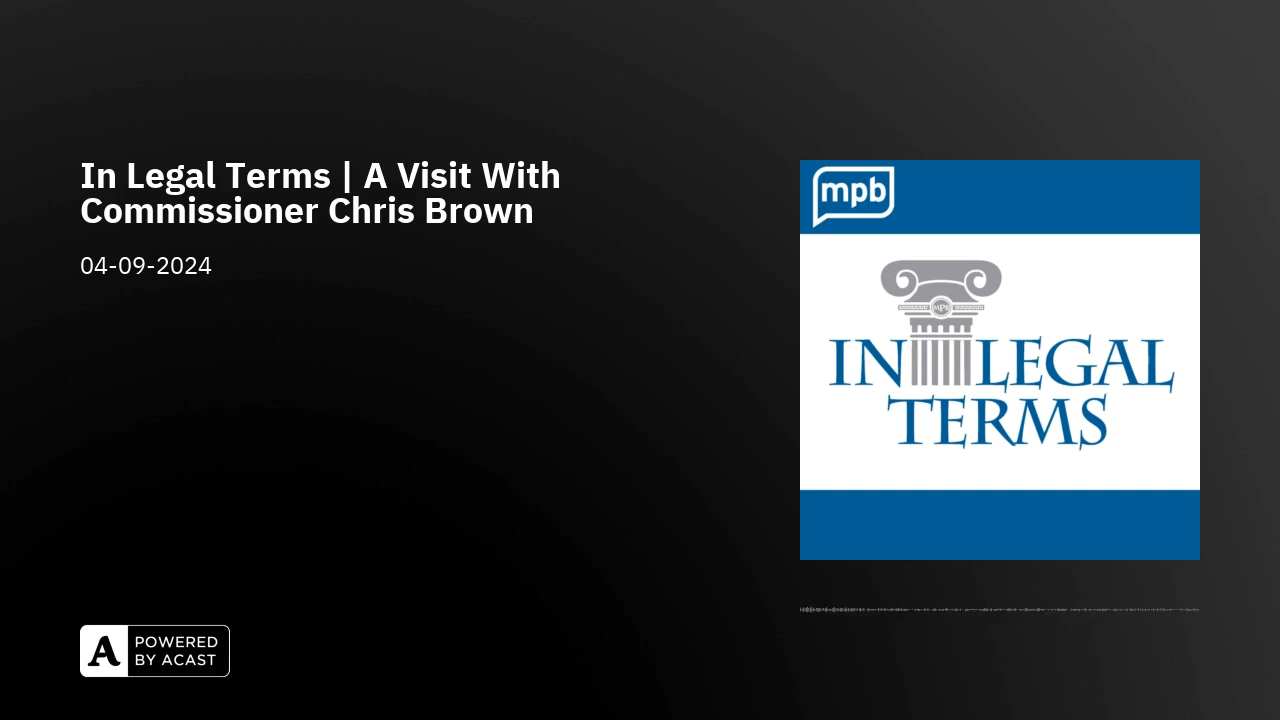 In Legal Terms | A Visit With
Commissioner Chris Brown
04-09-2024
mpb
MPB
IN LEGAL
TERMS
A POWERED
BY ACAST